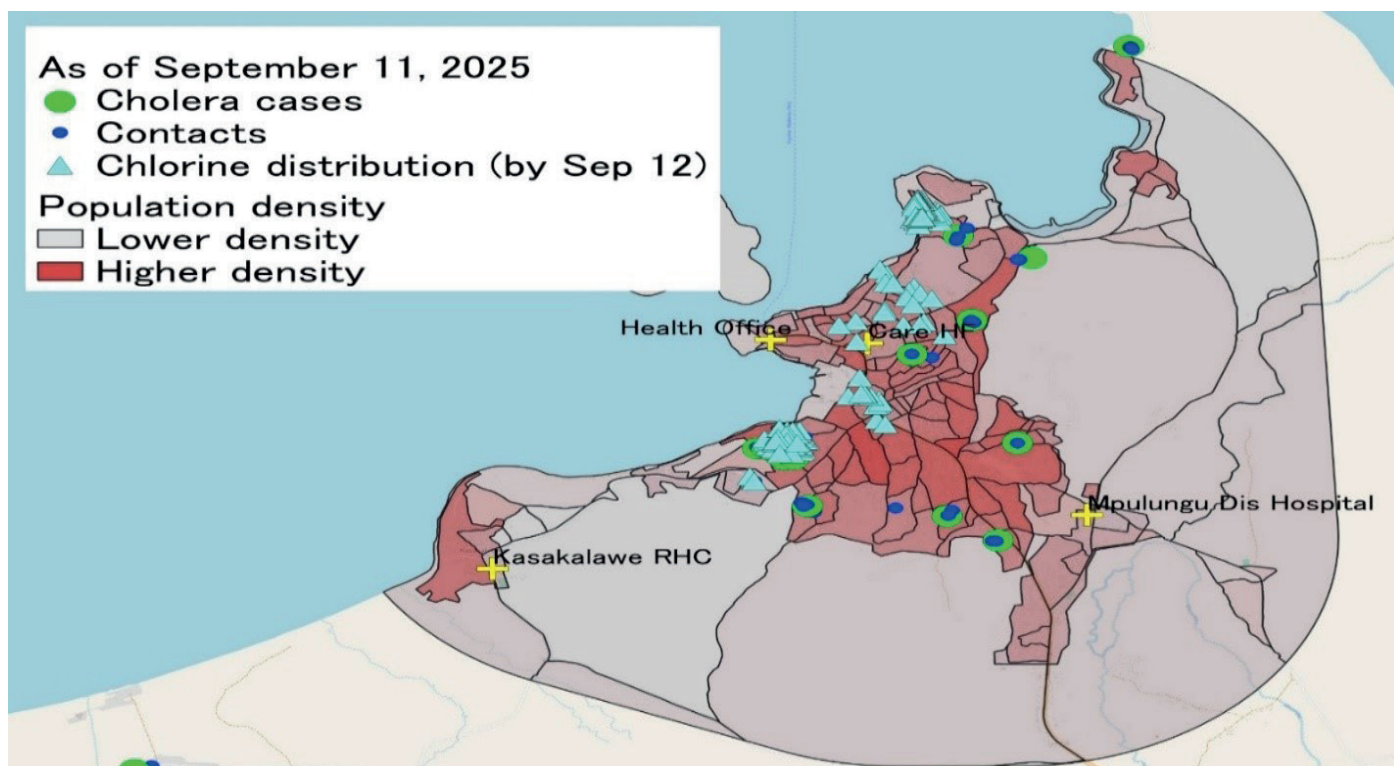 As of September 11, 2025
Cholera cases
Contacts
Chlorine distribution (by Sep 12)
Population density
Lower density
Higher density
Health Office
Care HF
Mpulungu Dis Hospital
Kasakalawe RHC